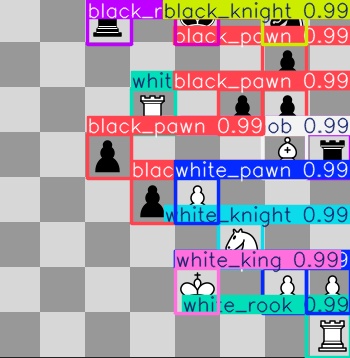 black_r
black_knight 0.99
black_pawn 0.99
whit
black_pawn 0.99
black_pawn 0.99
ob 0.99
blac
white_pawn 0.99
white_knight 0.99
white_king 0.99
9
white_rook 0.99